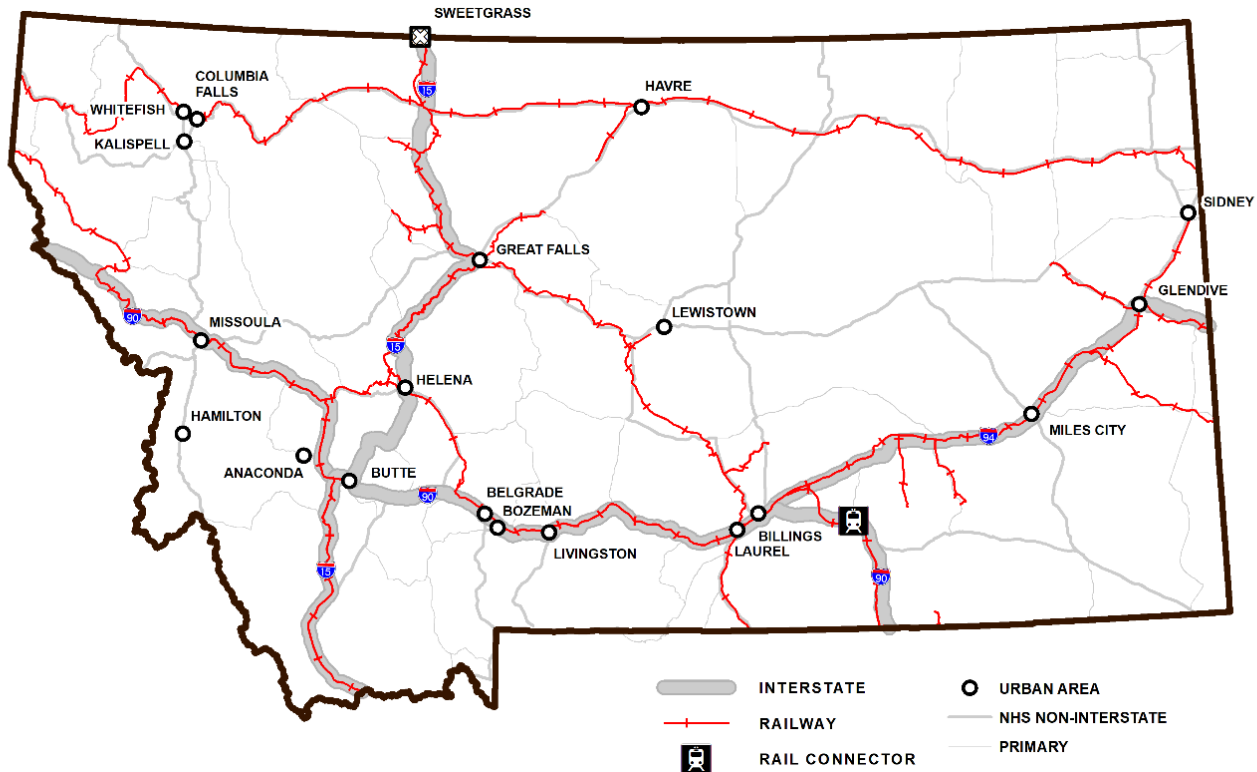 SWEETGRASS
COLUMBIA
FALLS
15
HAVRE
WHITEFISH
KALISPELL
SIDNEY
GREAT FALLS
GLENDIVE
90
MISSOULA
LEWISTOWN
15
HELENA
HAMILTON
MILES CITY
94
ANACONDA
BUTTE
90
BELGRADE
BOZEMAN
BILLINGS
LAUREL
LIVINGSTON
15
90
INTERSTATE
URBAN AREA
RAILWAY
NHS NON-INTERSTATE
RAIL CONNECTOR
PRIMARY